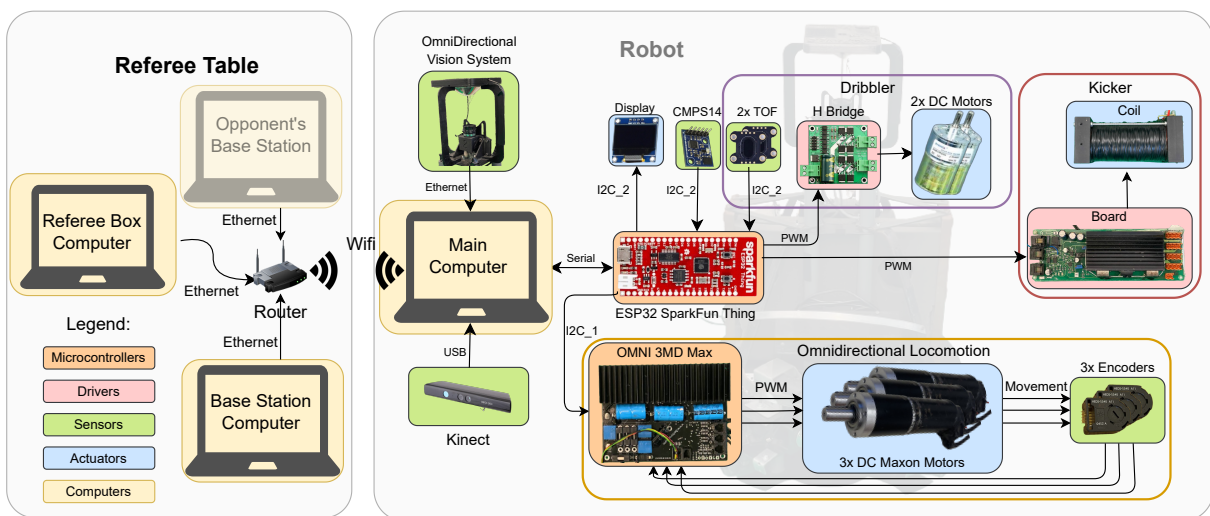 Referee Table
Opponent's
Base Station
Referee Box
Computer
Ethernet
Ethernet
Router
Ethernet
Base Station
Computer
Legend:
Microcontrollers
Drivers
Sensors
Actuators
Computers
Wifi
Robot
OmniDirectional
Vision System
Ethernet
Main
Computer
USB
Kinect
Serial
Display
I2C_2
CMPS14
I2C_2
Dribbler
2x TOF
I2C_2
H Bridge
2x DC Motors
PWM
Kicker
Coil
Board
PWM
sparkfun
ESP32 SparkFun Thing
I2C_1
Omnidirectional Locomotion
OMNI 3MD Max
PWM
3x DC Maxon Motors
Movement
3x Encoders